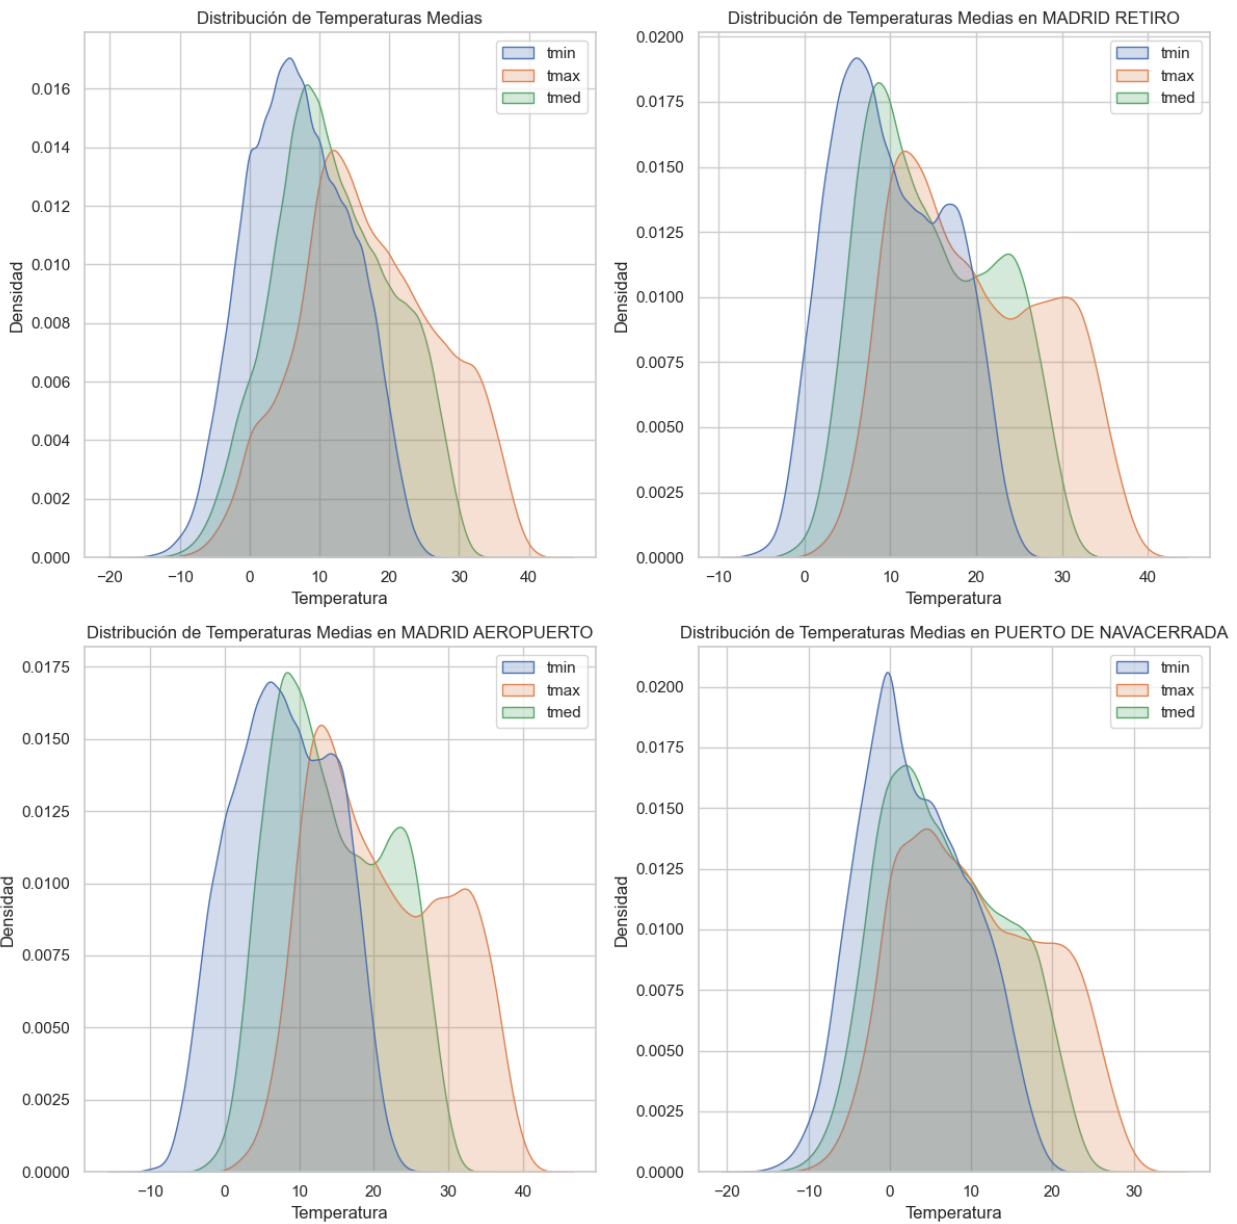 Distribución de Temperaturas Medias
tmin
tmax
tmed
0.016
0.014
0.012
0.010
0.008
0.006
0.004
0.002
0.000
Densidad
−20 −10 0 10 20 30 40
Temperatura
Distribución de Temperaturas Medias en MADRID RETIRO
tmin
tmax
tmed
0.0200
0.0175
0.0150
0.0125
0.0100
0.0075
0.0050
0.0025
0.0000
Densidad
−10 0 10 20 30 40
Temperatura
Distribución de Temperaturas Medias en MADRID AEROPUERTO
tmin
tmax
tmed
0.0175
0.0150
0.0125
0.0100
0.0075
0.0050
0.0025
0.0000
Densidad
−10 0 10 20 30 40
Temperatura
Distribución de Temperaturas Medias en PUERTO DE NAVACERRADA
tmin
tmax
tmed
0.0200
0.0175
0.0150
0.0125
0.0100
0.0075
0.0050
0.0025
0.0000
Densidad
−20 −10 0 10 20 30
Temperatura